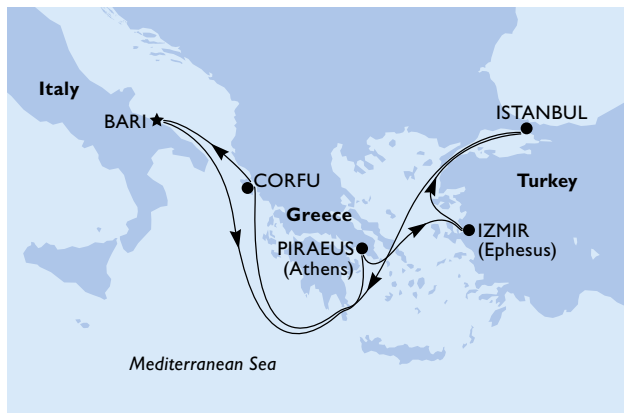 Italy
BARI
ISTANBUL
CORFU
Turkey
Greece
PIRAEUS
(Athens)
IZMIR
(Ephesus)
Mediterranean Sea